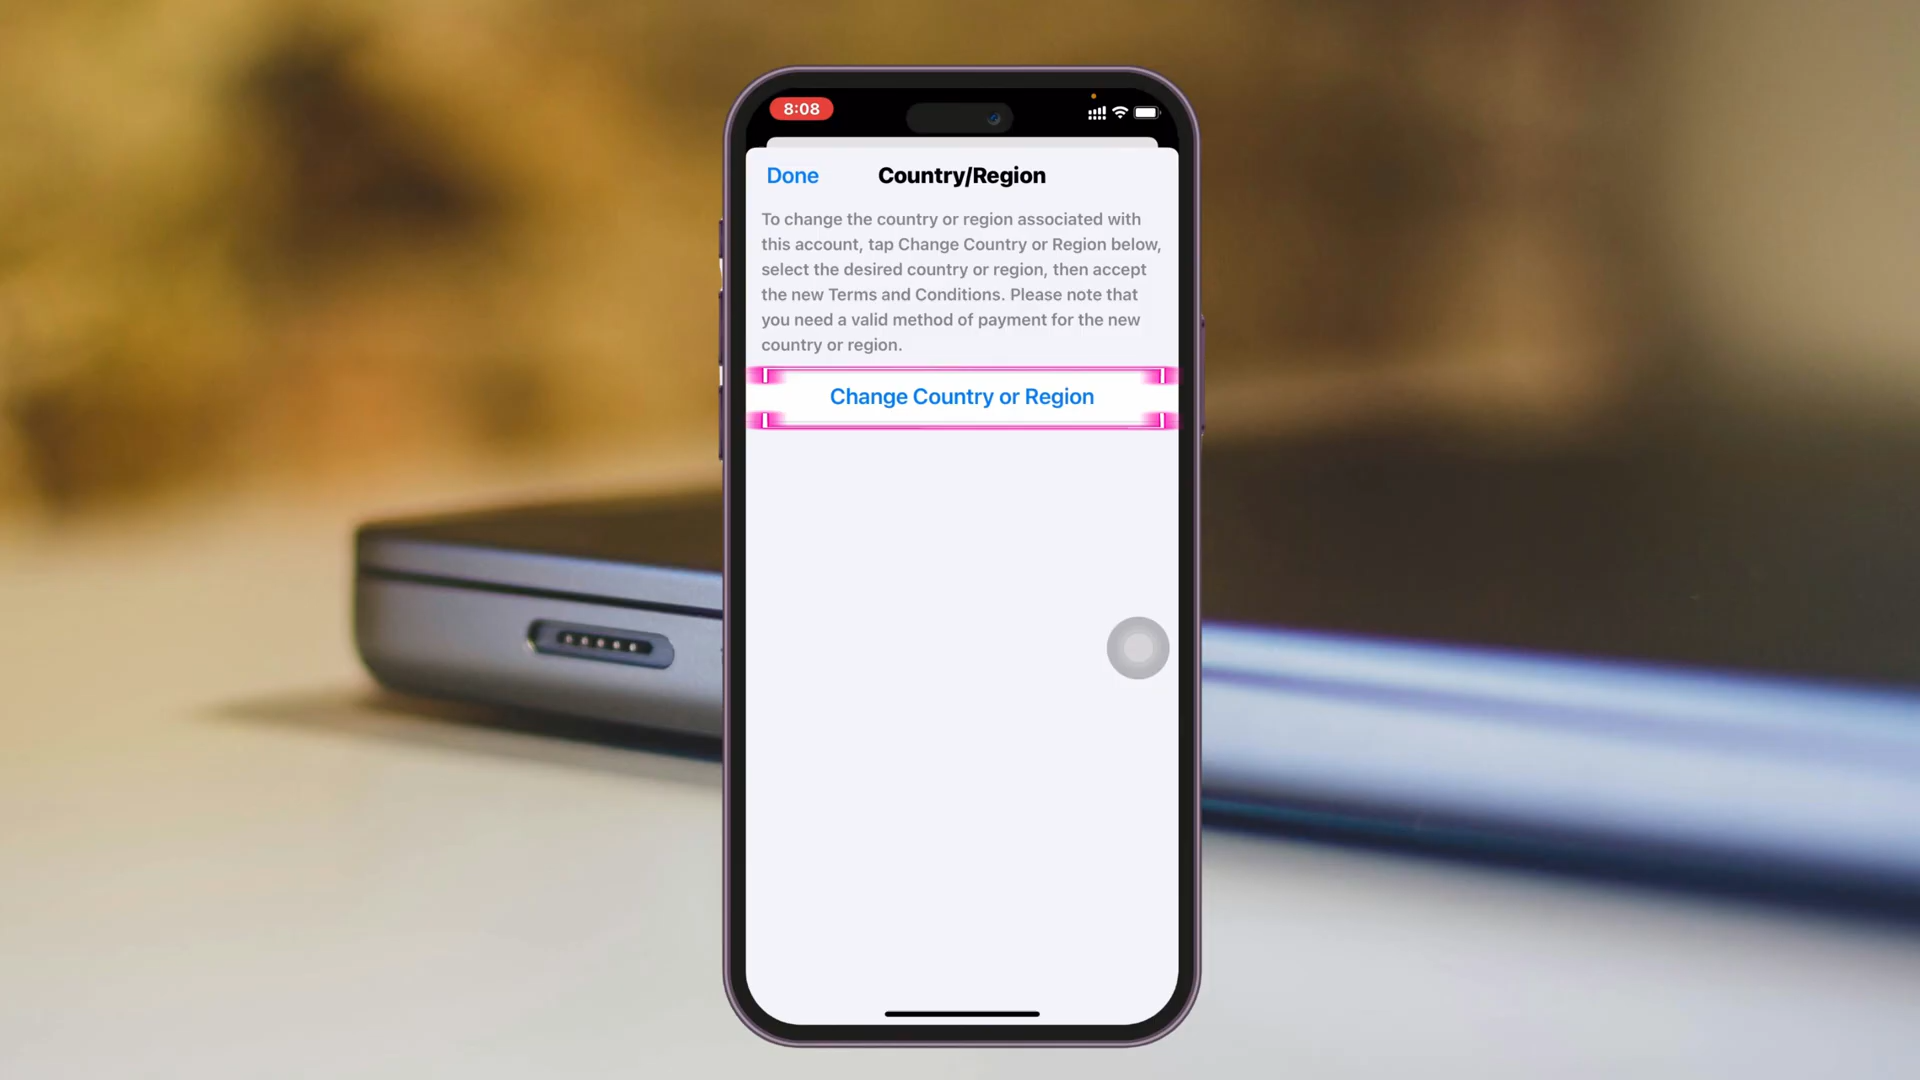 8:08
Done
Country/Region
To change the country or region associated with
this account, tap Change Country or Region below,
select the desired country or region, then accept
the new Terms and Conditions. Please note that
you need a valid method of payment for the new
country or region.
Change Country or Region